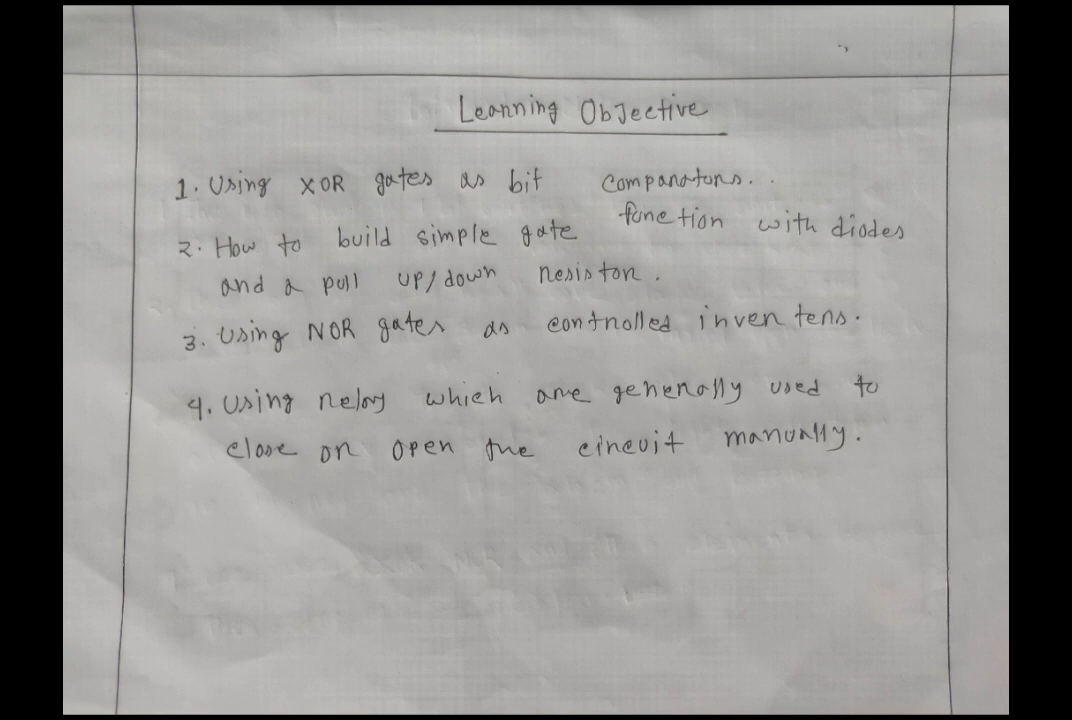 Learning Objective
1. Using XOR gates as bit comparators.
2. How to build simple gate function with diodes
and a pull up/down resistor.
3. Using NOR gates as controlled inverters.
4. Using relay which are generally used to
close or open the circuit manually.